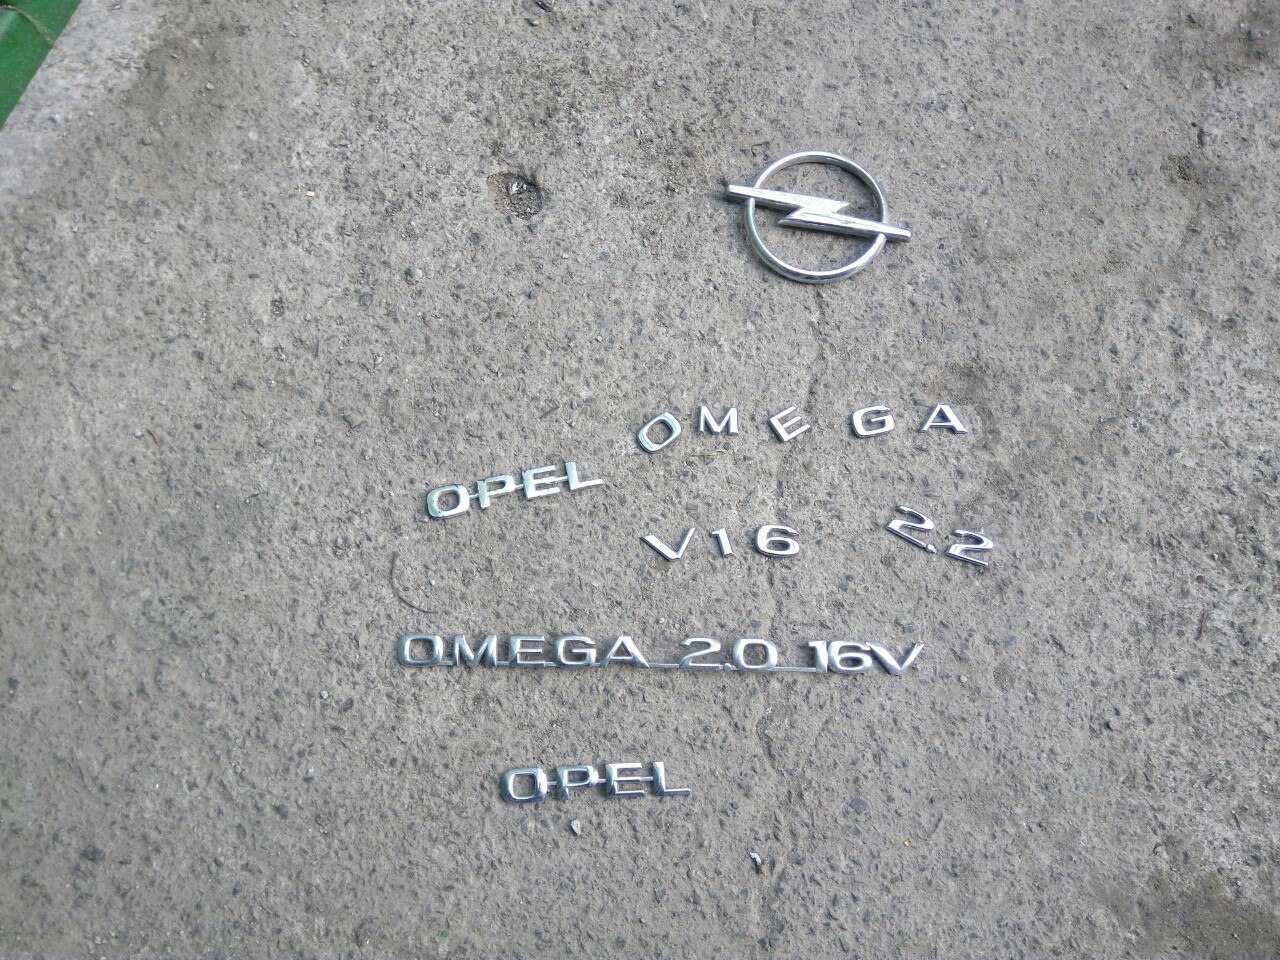 OMEGA
OPEL
V16 2.2
OMEGA 2.0 16V
OPEL